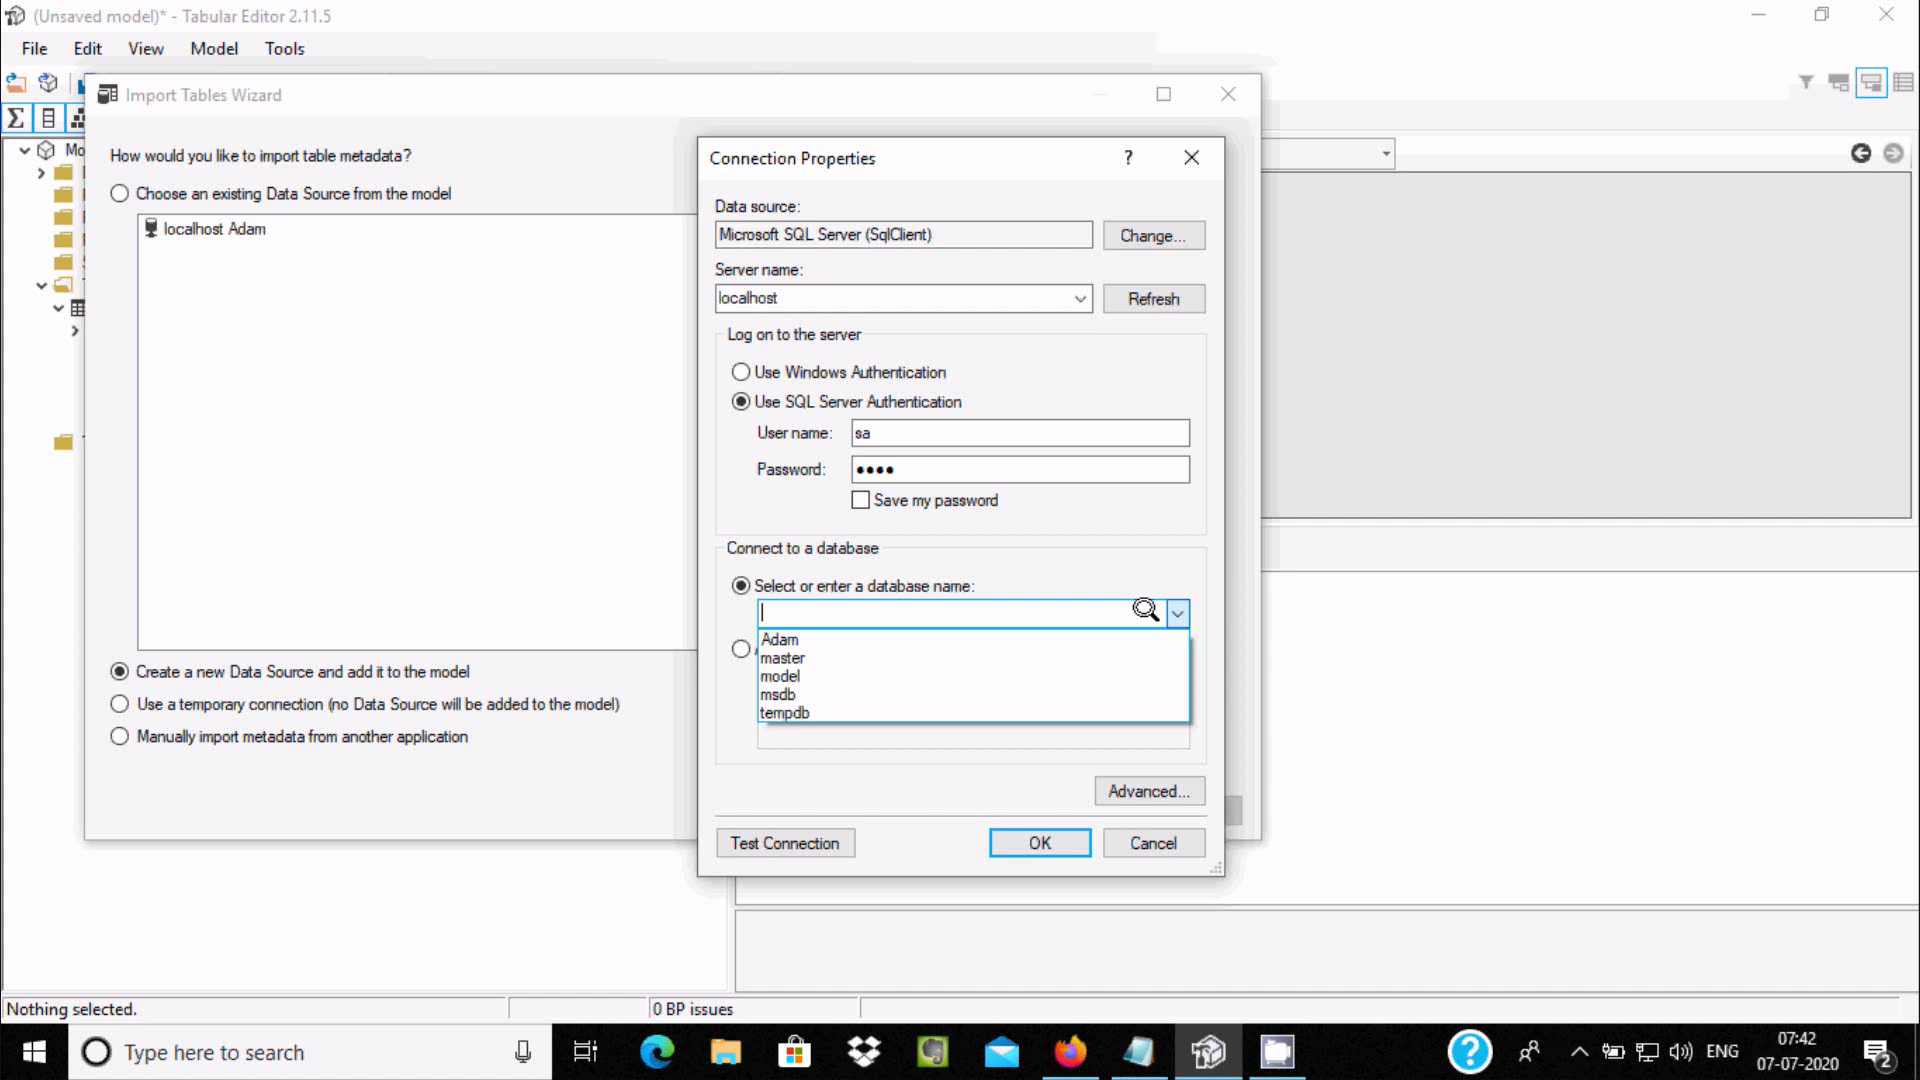 (Unsaved model)* - Tabular Editor 2.11.5
File Edit View Model Tools
Import Tables Wizard
Mo
How would you like to import table metadata?
Choose an existing Data Source from the model
localhost Adam
Create a new Data Source and add it to the model
Use a temporary connection (no Data Source will be added to the model)
Manually import metadata from another application
Connection Properties
?
Data source:
Microsoft SQL Server (SqlClient)
Change...
Server name:
localhost
Refresh
Log on to the server
Use Windows Authentication
Use SQL Server Authentication
User name:
sa
Password:
••••
Save my password
Connect to a database
Select or enter a database name:
Adam
master
model
msdb
tempdb
Advanced...
Test Connection
OK
Cancel
Nothing selected.
0 BP issues
Type here to search
?
ENG
07:42
07-07-2020
2